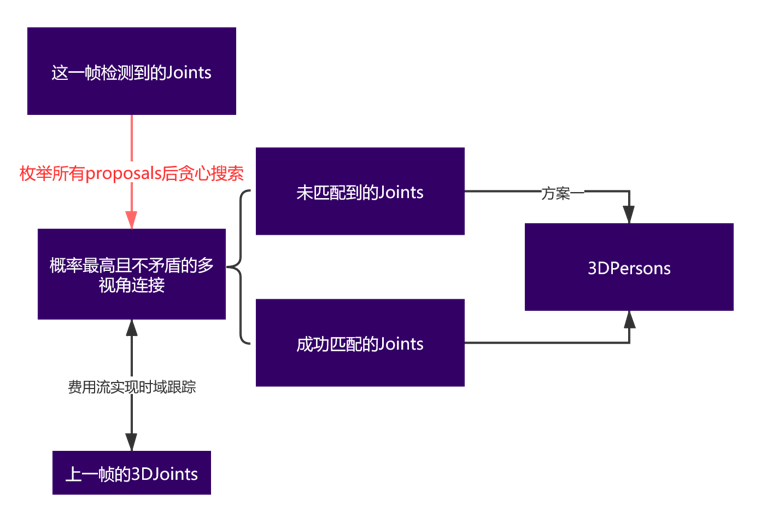 这一帧检测到的Joints
枚举所有proposals后贪心搜索
概率最高且不矛盾的多
视角连接
费用流实现时域跟踪
上一帧的3DJoints
未匹配到的Joints
成功匹配的Joints
方案一
3DPersons